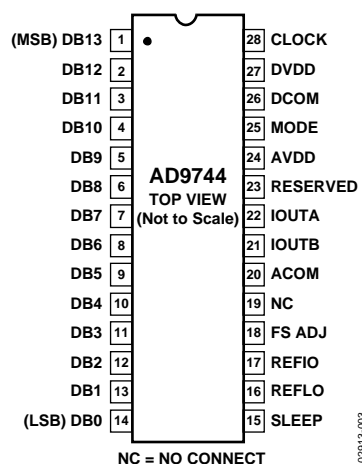 (MSB) DB13 1 28 CLOCK
DB12 2 27 DVDD
DB11 3 26 DCOM
DB10 4 25 MODE
DB9 5 24 AVDD
DB8 6 23 RESERVED
DB7 7 22 IOUTA
DB6 8 21 IOUTB
DB5 9 20 ACOM
DB4 10 19 NC
DB3 11 18 FS ADJ
DB2 12 17 REFIO
DB1 13 16 REFLO
(LSB) DB0 14 15 SLEEP
AD9744
TOP VIEW
(Not to Scale)
NC = NO CONNECT
02913-003